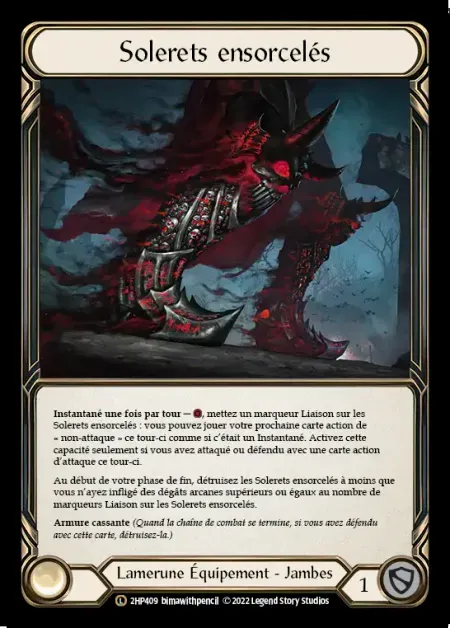 Solerets ensorcelés
Instantané une fois par tour — , mettez un marqueur Liaison sur les
Solerets ensorcelés : vous pouvez jouer votre prochaine carte action de
« non-attaque » ce tour-ci comme si c'était un Instantané. Activez cette
capacité seulement si vous avez attaqué ou défendu avec une carte action
d'attaque ce tour-ci.
Au début de votre phase de fin, détruisez les Solerets ensorcelés à moins que
vous n'ayez infligé des dégâts arcanes supérieurs ou égaux au nombre de
marqueurs Liaison sur les Solerets ensorcelés.
Armure cassante (Quand la chaîne de combat se termine, si vous avez défendu
avec cette carte, détruisez-la.)
Lamerune Équipement - Jambes
1
L 2HP409 bimawithpencil © 2022 Legend Story Studios